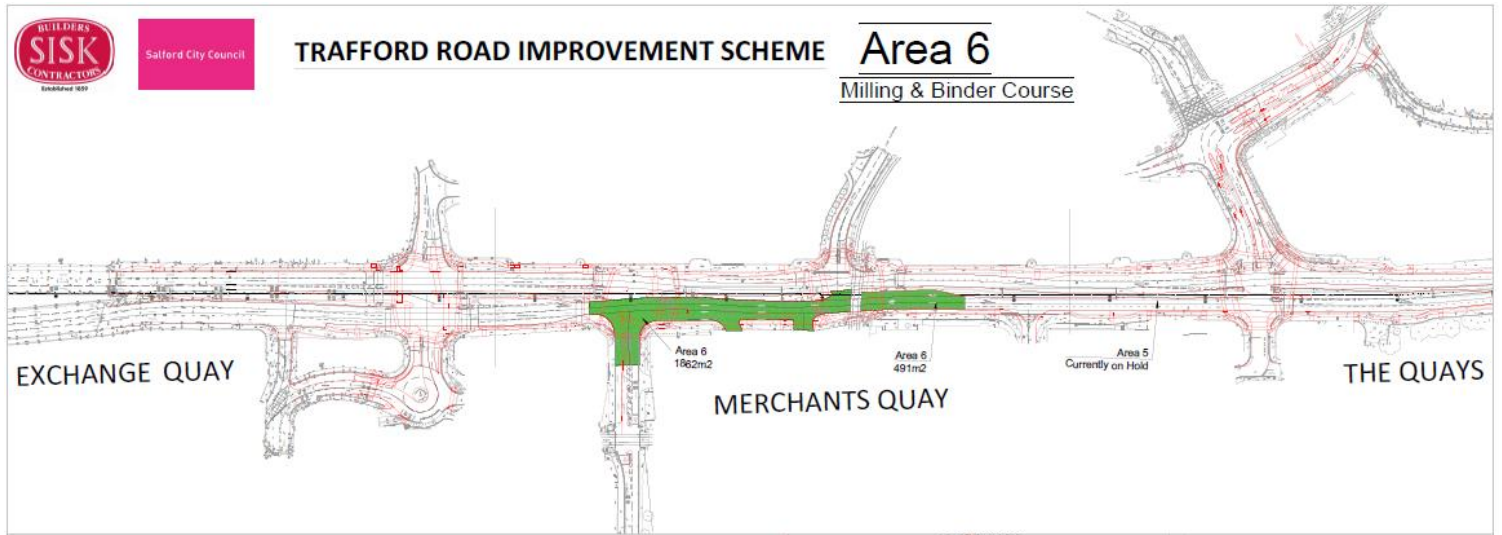 BUILDERS
SISK
CONTRACTORS
Established 1859
Salford City Council
TRAFFORD ROAD IMPROVEMENT SCHEME
Area 6
Milling & Binder Course
Area 6
1862m2
Area 6
491m2
Area 5
Currently on Hold
EXCHANGE QUAY
MERCHANTS QUAY
THE QUAYS